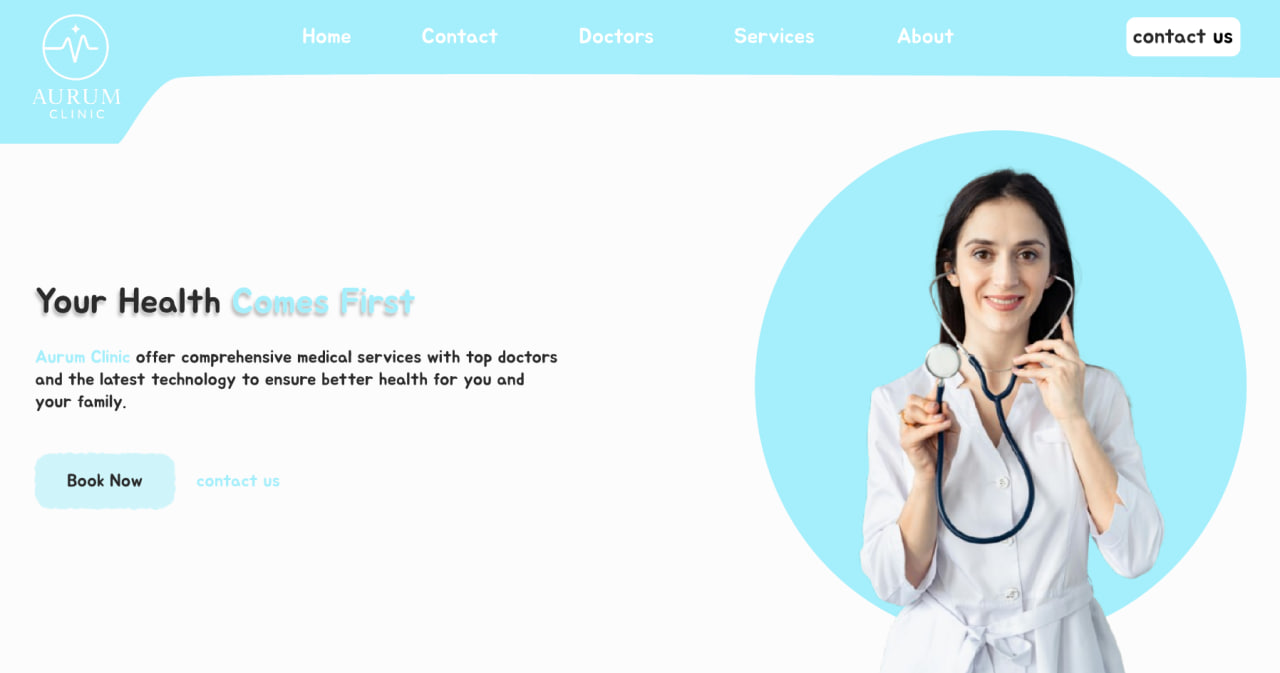 AURUM
CLINIC
Home Contact Doctors Services About contact us
Your Health Comes First
Aurum Clinic offer comprehensive medical services with top doctors
and the latest technology to ensure better health for you and
your family.
Book Now contact us